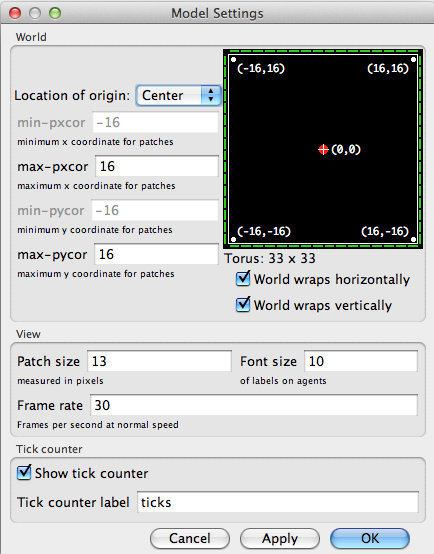 Model Settings
World
(-16,16) (16,16)
Location of origin: Center
min-pxcor -16
minimum x coordinate for patches
max-pxcor 16
(0,0)
maximum x coordinate for patches
min-pycor -16
minimum y coordinate for patches
(-16,-16) (16,-16)
max-pycor 16
Torus: 33 x 33
maximum y coordinate for patches
World wraps horizontally
World wraps vertically
View
Patch size 13 Font size 10
measured in pixels of labels on agents
Frame rate 30
Frames per second at normal speed
Tick counter
Show tick counter
Tick counter label ticks
Cancel Apply OK